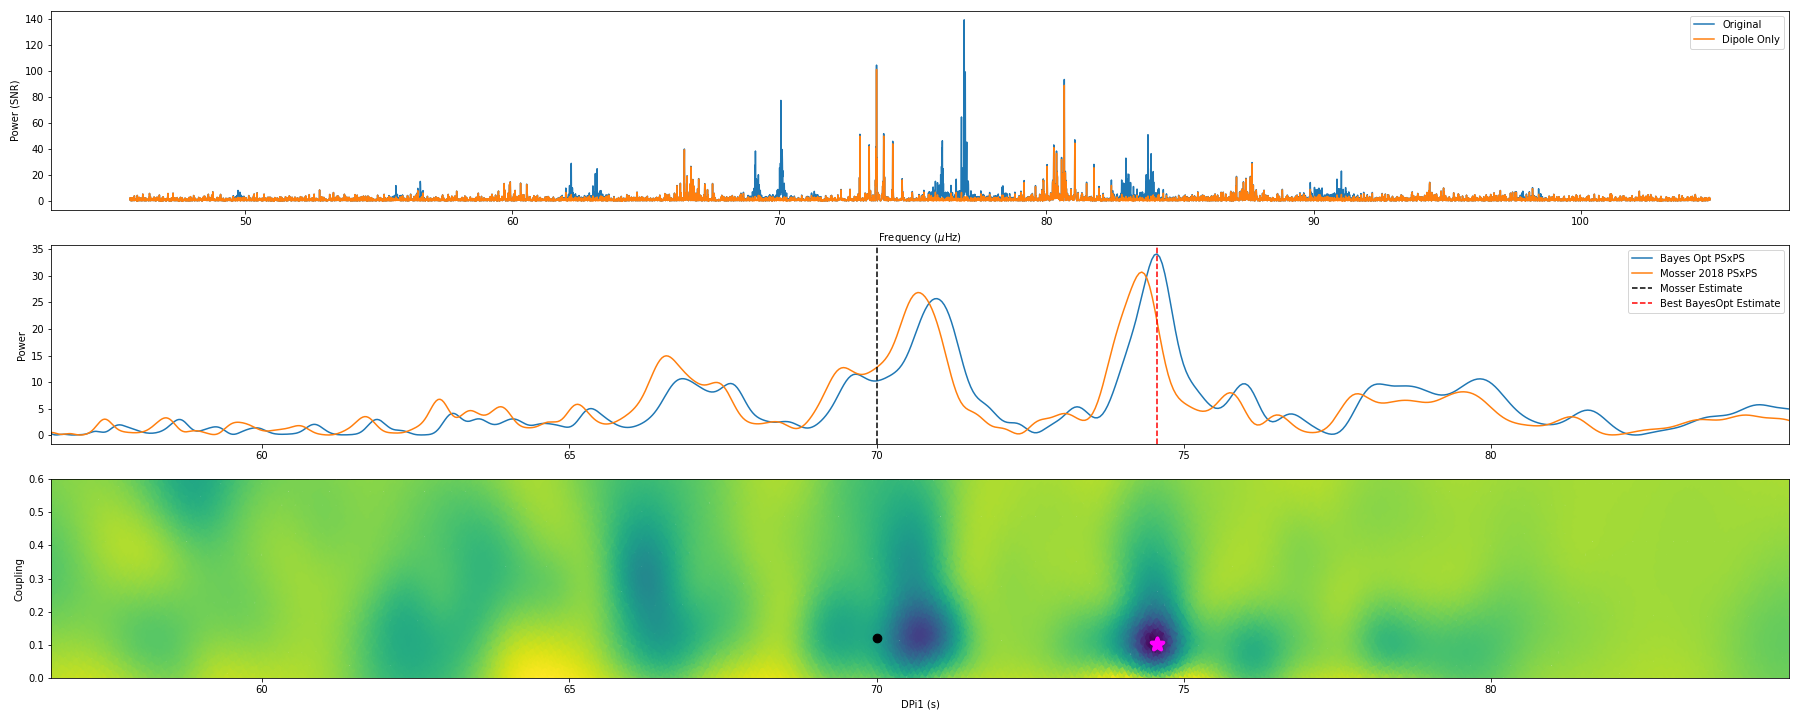 140
120
100
80
60
40
20
0
Power (SNR)
Original
Dipole Only
50 60 70 80 90 100
Frequency (μHz)
35
30
25
20
15
10
5
0
Power
Bayes Opt PSxPS
Mosser 2018 PSxPS
Mosser Estimate
Best BayesOpt Estimate
60 65 70 75 80
0.6
0.5
0.4
0.3
0.2
0.1
0.0
Coupling
60 65 70 75 80
DPi1 (s)